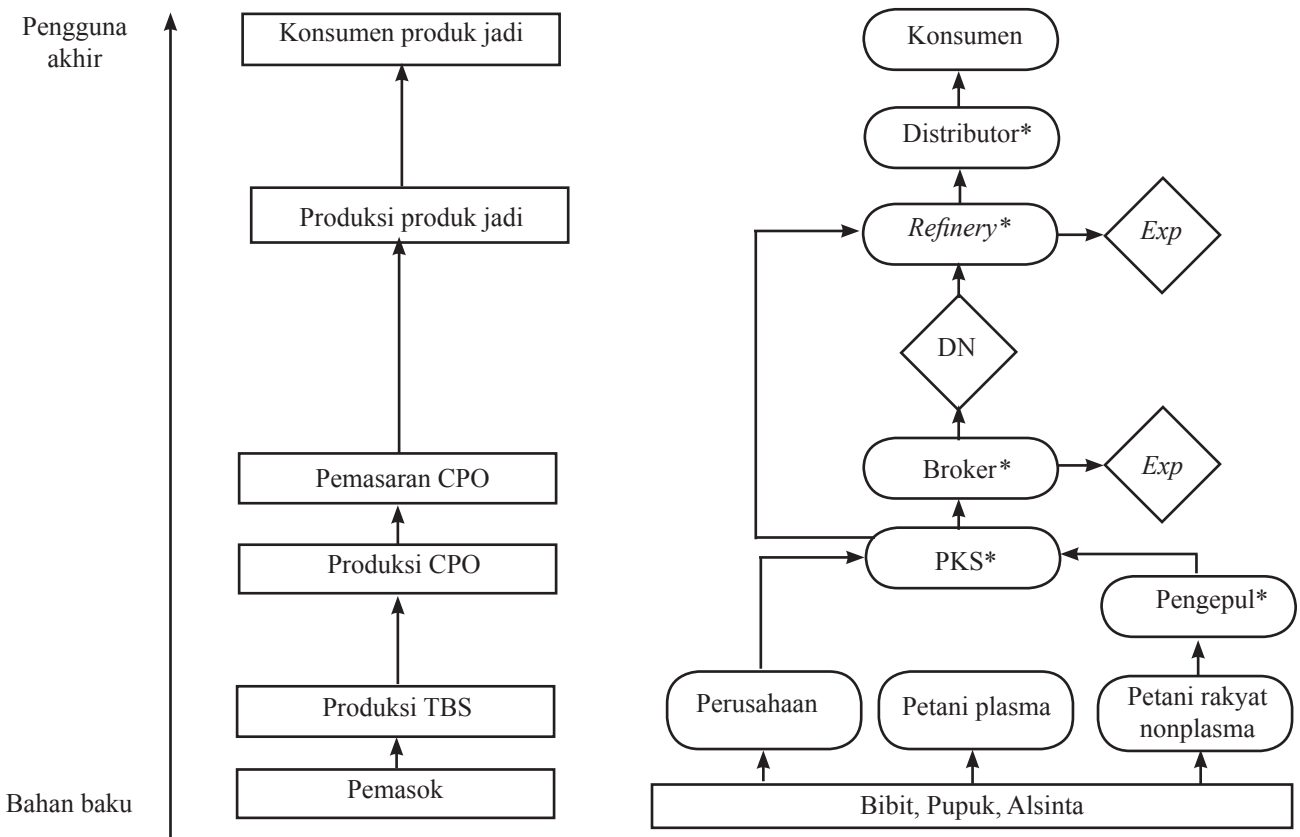 Pengguna
akhir
Konsumen produk jadi
Konsumen
Distributor*
Produksi produk jadi
Refinery*
Exp
DN
Pemasaran CPO
Broker*
Exp
Produksi CPO
PKS*
Pengepul*
Produksi TBS
Perusahaan
Petani plasma
Petani rakyat
nonplasma
Pemasok
Bahan baku
Bibit, Pupuk, Alsinta